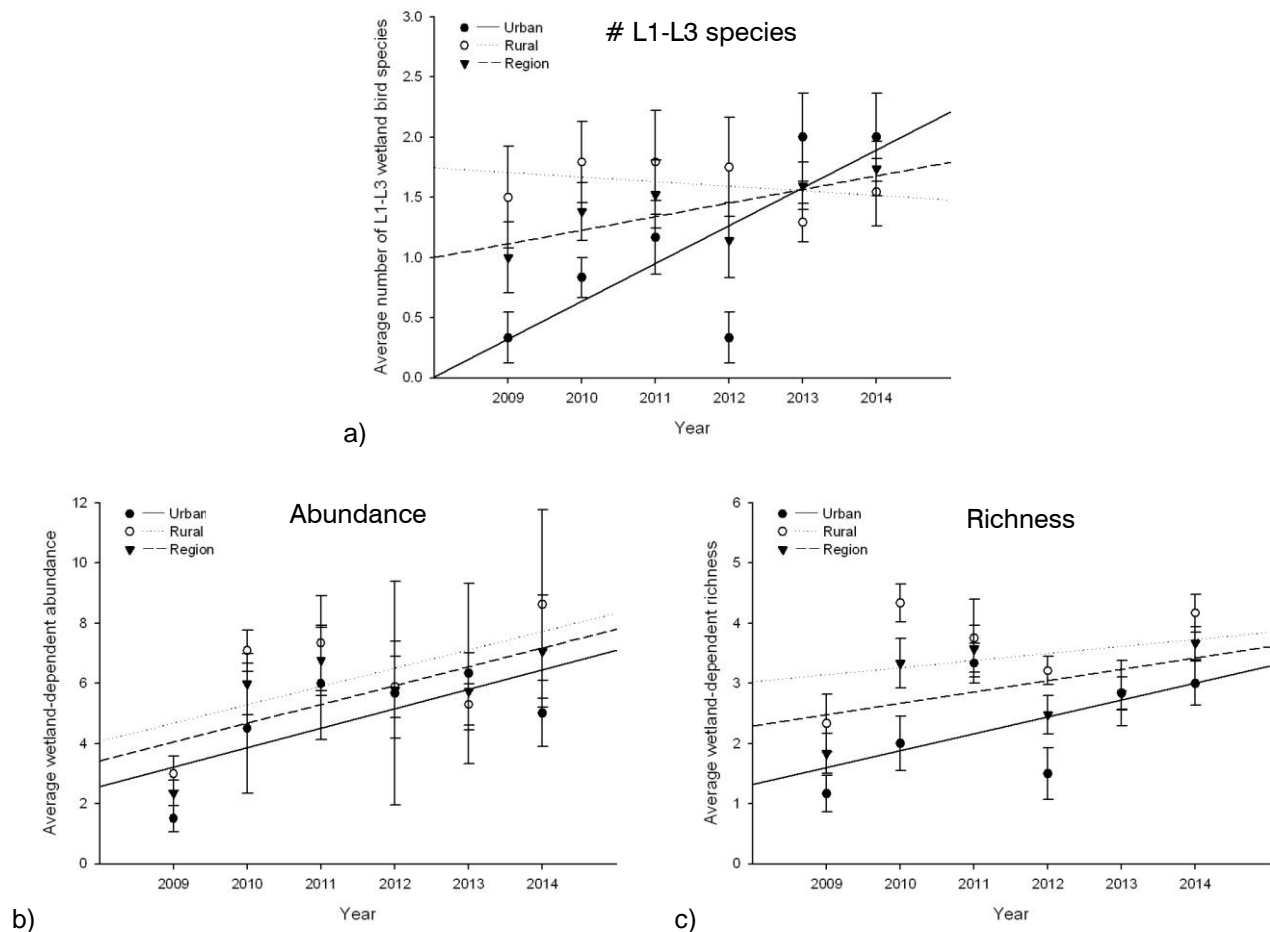 # L1-L3 species
Urban
Rural
Region
Average number of L1-L3 wetland bird species
3.0
2.5
2.0
1.5
1.0
0.5
0.0
2009 2010 2011 2012 2013 2014
Year
a)
Abundance
Urban
Rural
Region
Average wetland-dependent abundance
12
10
8
6
4
2
0
2009 2010 2011 2012 2013 2014
Year
b)
Richness
Urban
Rural
Region
Average wetland-dependent richness
6
5
4
3
2
1
0
2009 2010 2011 2012 2013 2014
Year
c)